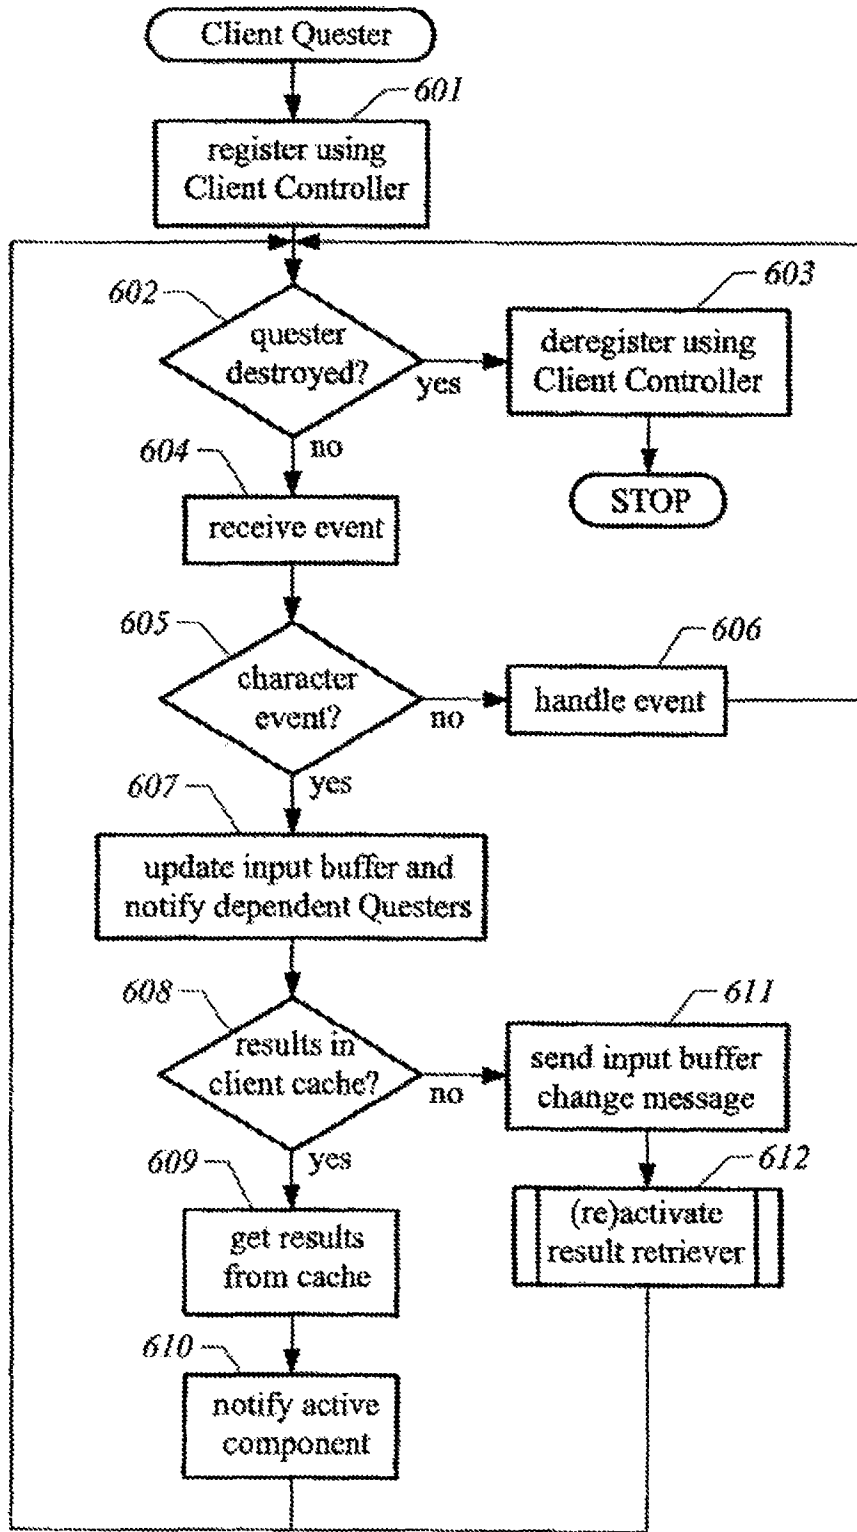 Client Quester
601
register using
Client Controller
602
quester
destroyed?
yes
603
deregister using
Client Controller
no
STOP
604
receive event
605
character
event?
no
606
handle event
yes
607
update input buffer and
notify dependent Questers
608
results in
client cache?
no
611
send input buffer
change message
yes
609
get results
from cache
612
(re)activate
result retriever
610
notify active
component